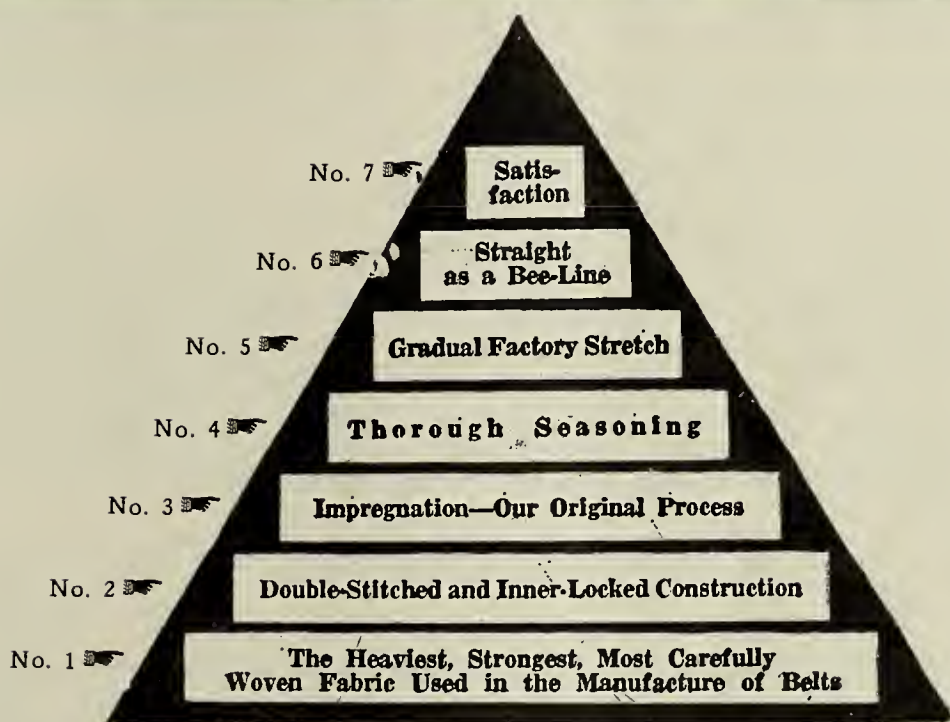 No. 7
Satis-
faction
No. 6
Straight
as a Bee-Line
No. 5
Gradual Factory Stretch
No. 4
Thorough Seasoning
No. 3
Impregnation—Our Original Process
No. 2
Double-Stitched and Inner-Locked Construction
No. 1
The Heaviest, Strongest, Most Carefully
Woven Fabric Used in the Manufacture of Belts